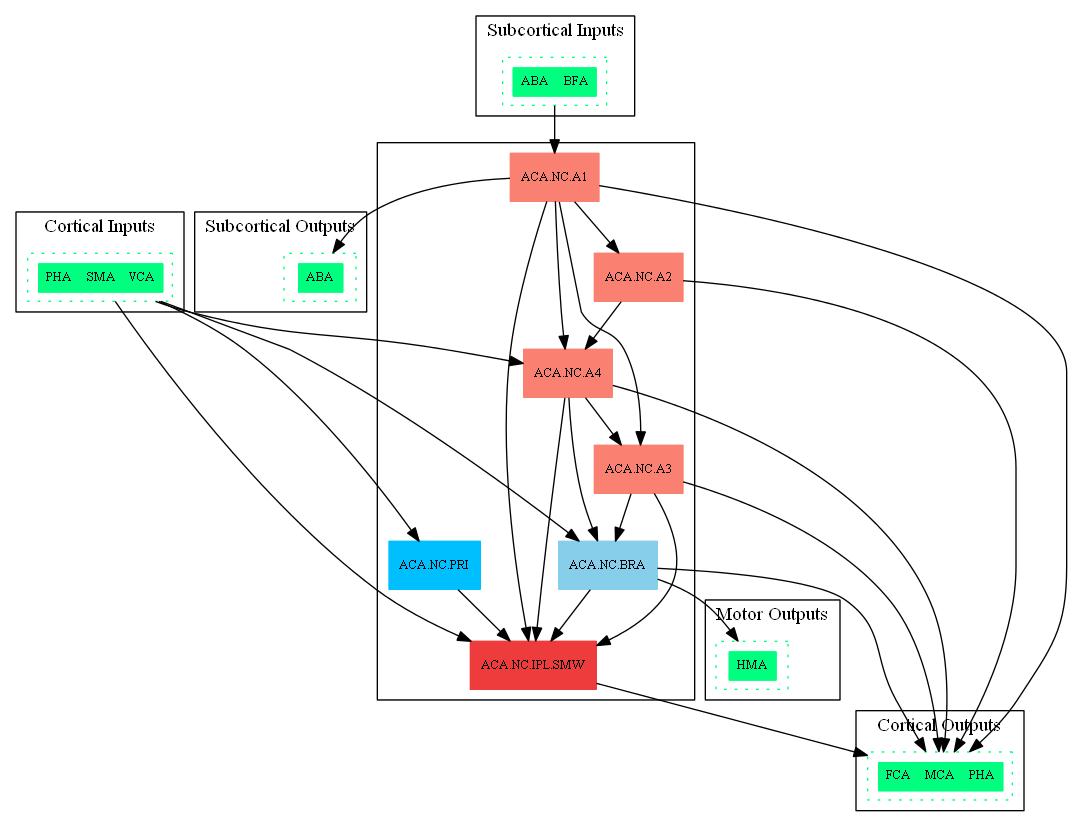 Subcortical Inputs
ABA BFA
ACA.NC.A1
Cortical Inputs
PHA SMA VCA
Subcortical Outputs
ABA
ACA.NC.A2
ACA.NC.A4
ACA.NC.A3
ACA.NC.PRI
ACA.NC.BRA
Motor Outputs
HMA
ACA.NC.IPL.SMW
Cortical Outputs
FCA MCA PHA